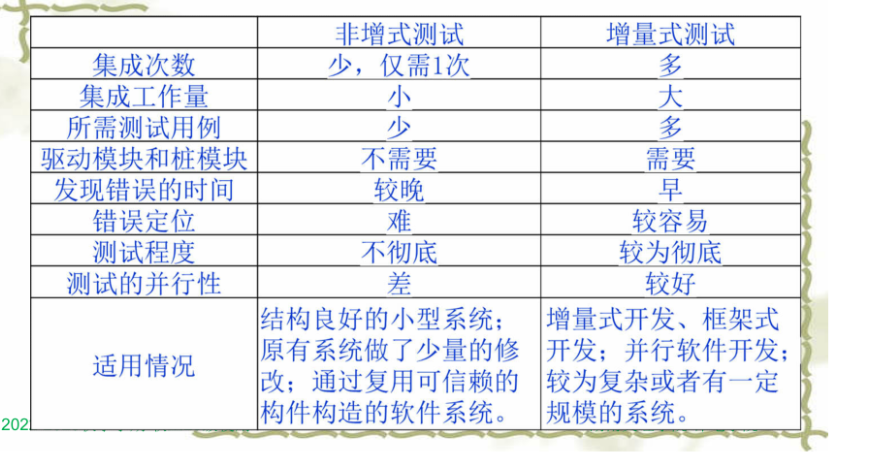 非增式测试 增量式测试
集成次数 少，仅需1次 多
集成工作量 小 大
所需测试用例 少 多
驱动模块和桩模块 不需要 需要
发现错误的时间 较晚 早
错误定位 难 较容易
测试程度 不彻底 较为彻底
测试的并行性 差 较好
适用情况
结构良好的小型系统；
原有系统做了少量的修
改；通过复用可信赖的
构件构造的软件系统。
增量式开发、框架式
开发；并行软件开发；
较为复杂或者有一定
规模的系统。
202